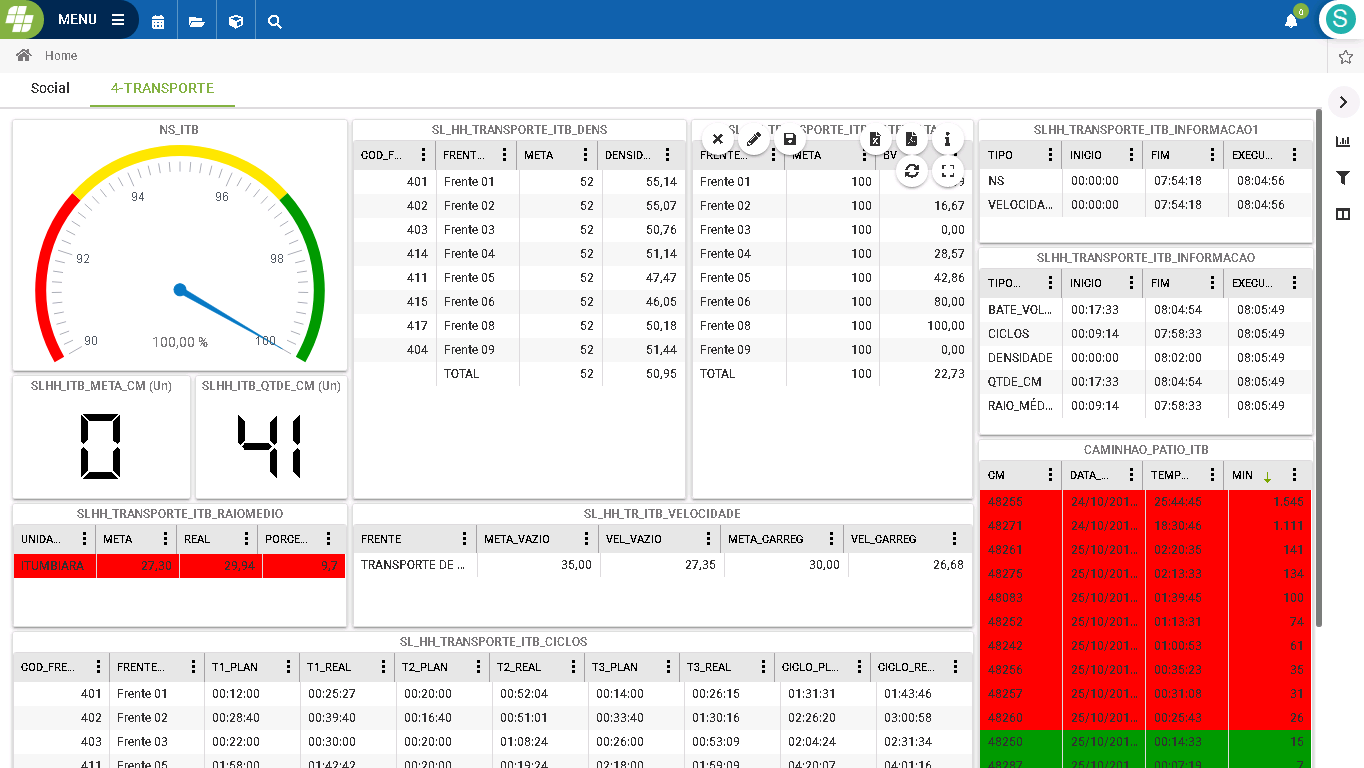 MENU
0
S
Home
Social 4-TRANSPORTE
NS_ITB
90 92 94 96 98 100
100,00 %
SLHH_ITB_META_CM (Un)
0
SLHH_ITB_QTDE_CM (Un)
41
SL_HH_TRANSPORTE_ITB_DENS
COD_F... FRENT... META DENSID...
401 Frente 01 52 55,14
402 Frente 02 52 55,07
403 Frente 03 52 50,76
414 Frente 04 52 51,14
411 Frente 05 52 47,47
415 Frente 06 52 46,05
417 Frente 08 52 50,18
404 Frente 09 52 51,44
TOTAL 52 50,95
FRENTE... META BV
Frente 01 100
Frente 02 100 16,67
Frente 03 100 0,00
Frente 04 100 28,57
Frente 05 100 42,86
Frente 06 100 80,00
Frente 08 100 100,00
Frente 09 100 0,00
TOTAL 100 22,73
SLHH_TRANSPORTE_ITB_INFORMACAO1
TIPO INICIO FIM EXECU...
NS 00:00:00 07:54:18 08:04:56
VELOCIDA... 00:00:00 07:54:18 08:04:56
SLHH_TRANSPORTE_ITB_INFORMACAO
TIPO... INICIO FIM EXECU...
BATE_VOL... 00:17:33 08:04:54 08:05:49
CICLOS 00:09:14 07:58:33 08:05:49
DENSIDADE 00:00:00 08:02:00 08:05:49
QTDE_CM 00:17:33 08:04:54 08:05:49
RAIO_MÉD... 00:09:14 07:58:33 08:05:49
SLHH_TRANSPORTE_ITB_RAIOMEDIO
UNIDA... META REAL PORCE...
ITUMBIARA 27,30 29,94 9,7
SL_HH_TR_ITB_VELOCIDADE
FRENTE META_VAZIO VEL_VAZIO META_CARREG VEL_CARREG
TRANSPORTE DE ... 35,00 27,35 30,00 26,68
CAMINHAO_PATIO_ITB
CM DATA_... TEMP... MIN
48255 24/10/201... 25:44:45 1.545
48271 24/10/201... 18:30:46 1.111
48261 25/10/201... 02:20:35 141
48275 25/10/201... 02:13:33 134
48083 25/10/201... 01:39:45 100
48252 25/10/201... 01:13:31 74
48242 25/10/201... 01:00:53 61
48256 25/10/201... 00:35:23 35
48257 25/10/201... 00:31:08 31
48260 25/10/201... 00:25:43 26
48250 25/10/201... 00:14:33 15
48287 25/10/201... 00:07:19 7
SL_HH_TRANSPORTE_ITB_CICLOS
COD_FRE... FRENTE... T1_PLAN T1_REAL T2_PLAN T2_REAL T3_PLAN T3_REAL CICLO_PL... CICLO_RE...
401 Frente 01 00:12:00 00:25:27 00:20:00 00:52:04 00:14:00 00:26:15 01:31:31 01:43:46
402 Frente 02 00:28:40 00:39:40 00:16:40 00:51:01 00:33:40 01:30:16 02:26:20 03:00:58
403 Frente 03 00:22:00 00:30:00 00:20:00 01:08:24 00:26:00 00:53:09 02:04:24 02:31:34
411 Frente 05 01:58:00 01:42:42 00:20:00 00:19:24 02:18:00 01:59:09 04:20:07 04:01:16